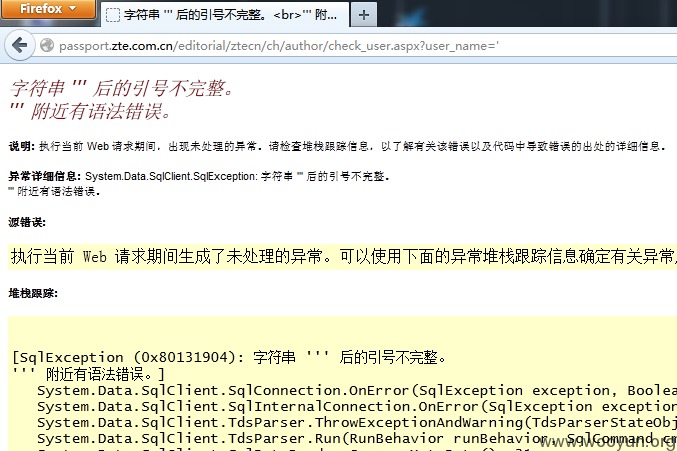 Firefox
字符串 ''' 后的引号不完整。<br>''' 附...
passport.zte.com.cn/editorial/ztecn/ch/author/check_user.aspx?user_name='
字符串 ''' 后的引号不完整。
''' 附近有语法错误。
说明: 执行当前 Web 请求期间，出现未处理的异常。请检查堆栈跟踪信息，以了解有关该错误以及代码中导致错误的出处的详细信息。
异常详细信息: System.Data.SqlClient.SqlException: 字符串 ''' 后的引号不完整。
''' 附近有语法错误。
源错误:
执行当前 Web 请求期间生成了未处理的异常。可以使用下面的异常堆栈跟踪信息确定有关异常
堆栈跟踪:
[SqlException (0x80131904): 字符串 ''' 后的引号不完整。
''' 附近有语法错误。]
System.Data.SqlClient.SqlConnection.OnError(SqlException exception, Boolea
System.Data.SqlClient.SqlInternalConnection.OnError(SqlException exception
System.Data.SqlClient.TdsParser.ThrowExceptionAndWarning(TdsParserStateObj
System.Data.SqlClient.TdsParser.Run(RunBehavior runBehavior, SqlCommand cm
www.wooyun.org